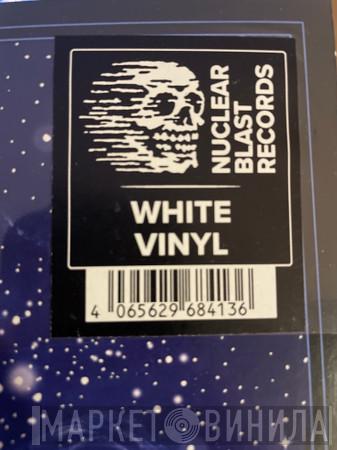 NUCLEAR
BLAST
RECORDS
WHITE
VINYL
4 065629 684136
МАРКЕТ ВИНИЛА